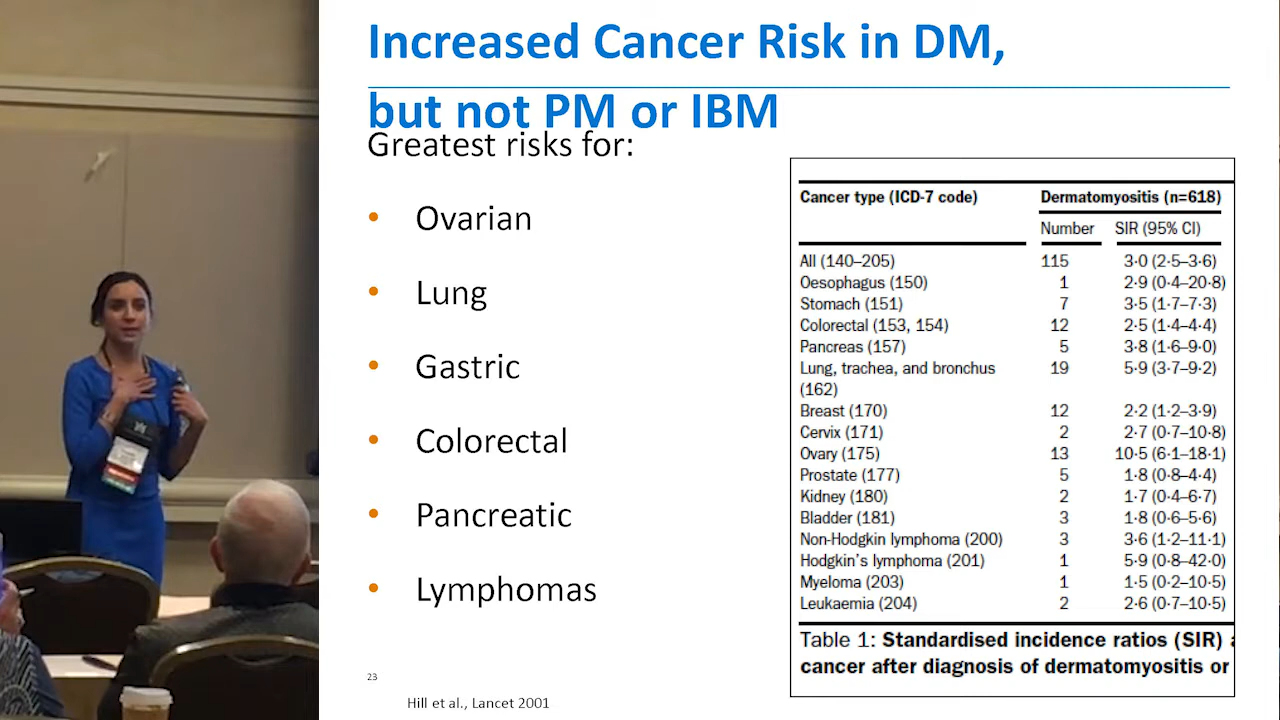 Increased Cancer Risk in DM,
but not PM or IBM
Greatest risks for:
• Ovarian
• Lung
• Gastric
• Colorectal
• Pancreatic
• Lymphomas
Cancer type (ICD-7 code) Dermatomyositis (n=618)
Number SIR (95% CI)
All (140–205) 115 3·0 (2·5–3·6)
Oesophagus (150) 1 2·9 (0·4–20·8)
Stomach (151) 7 3·5 (1·7–7·3)
Colorectal (153, 154) 12 2·5 (1·4–4·4)
Pancreas (157) 5 3·8 (1·6–9·0)
Lung, trachea, and bronchus 19 5·9 (3·7–9·2)
(162)
Breast (170) 12 2·2 (1·2–3·9)
Cervix (171) 2 2·7 (0·7–10·8)
Ovary (175) 13 10·5 (6·1–18·1)
Prostate (177) 5 1·8 (0·8–4·4)
Kidney (180) 2 1·7 (0·4–6·7)
Bladder (181) 3 1·8 (0·6–5·6)
Non-Hodgkin lymphoma (200) 3 3·6 (1·2–11·1)
Hodgkin's lymphoma (201) 1 5·9 (0·8–42·0)
Myeloma (203) 1 1·5 (0·2–10·5)
Leukaemia (204) 2 2·6 (0·7–10·5)
Table 1: Standardised incidence ratios (SIR)
cancer after diagnosis of dermatomyositis or
23
Hill et al., Lancet 2001